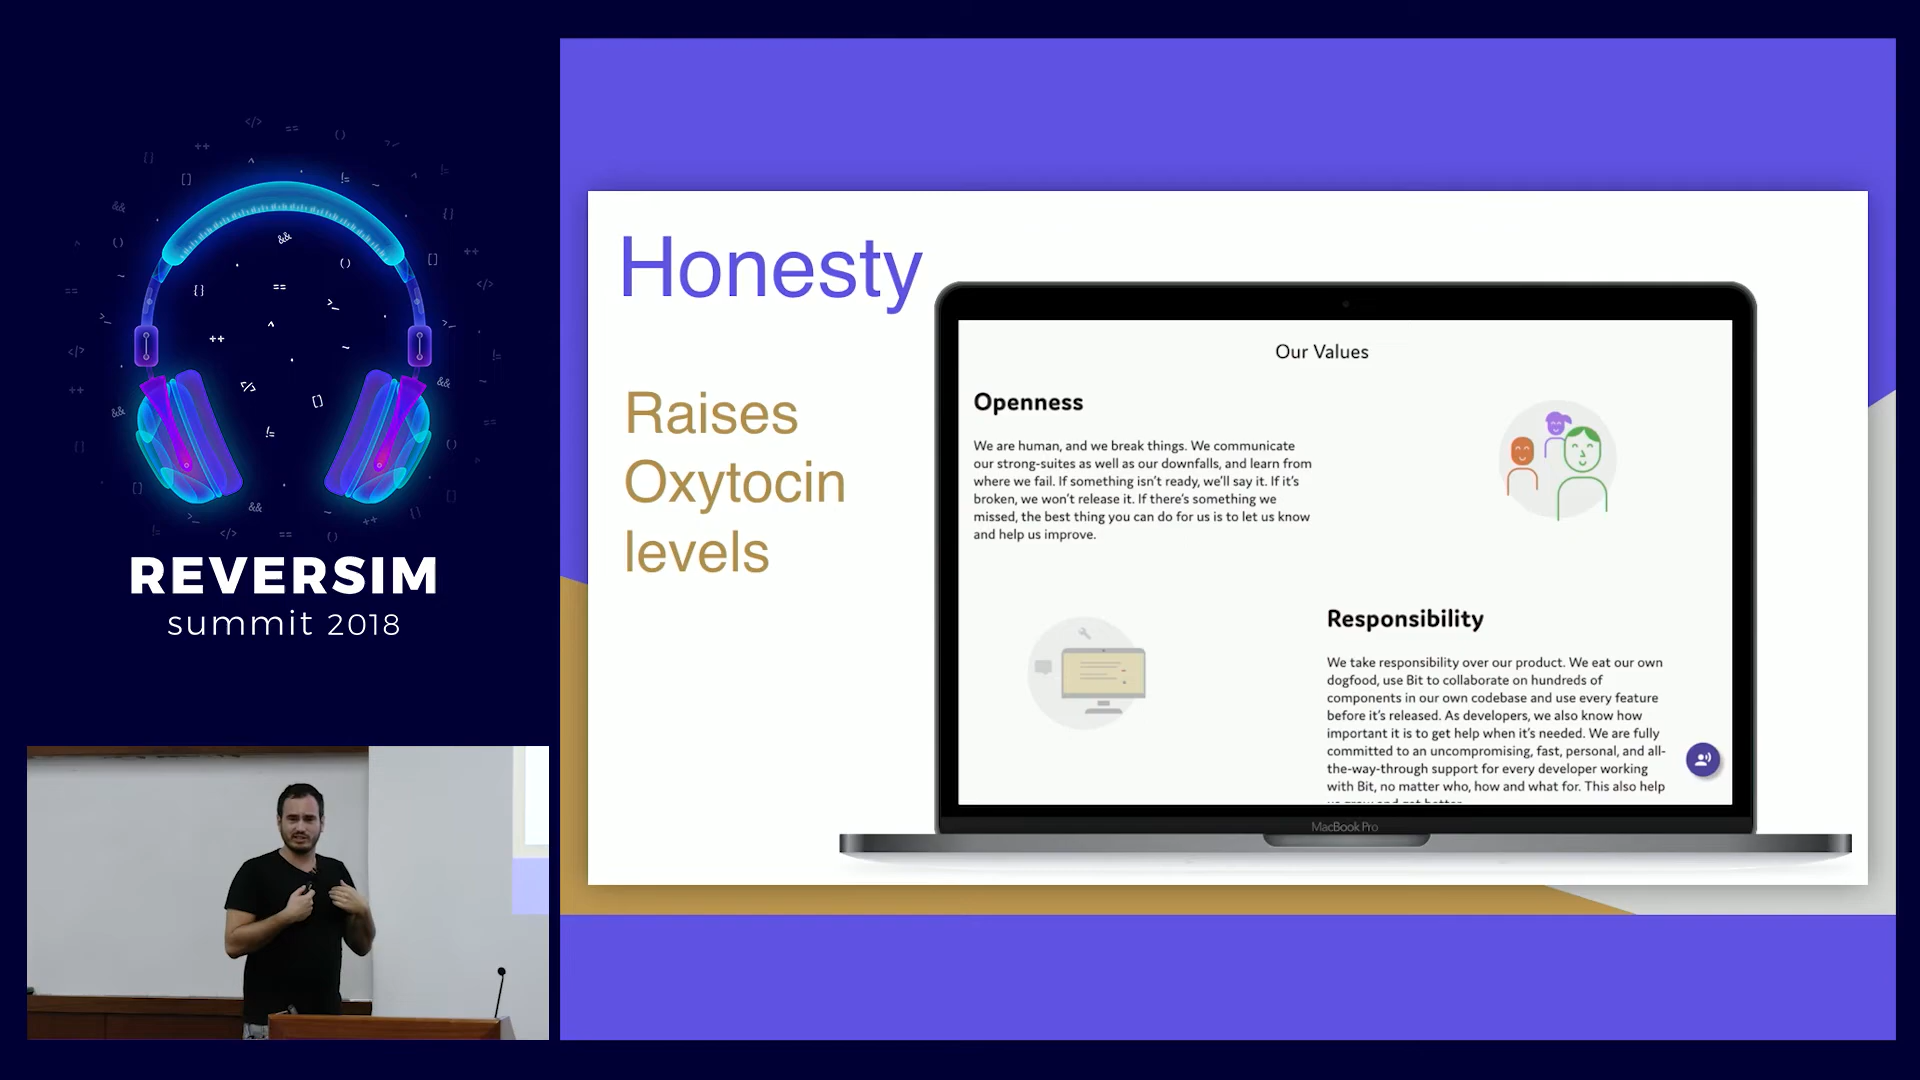 REVERSIM
summit 2018
Honesty
Raises
Oxytocin
levels
Our Values
Openness
We are human, and we break things. We communicate
our strong-suites as well as our downfalls, and learn from
where we fail. If something isn't ready, we'll say it. If it's
broken, we won't release it. If there's something we
missed, the best thing you can do for us is to let us know
and help us improve.
Responsibility
We take responsibility over our product. We eat our own
dogfood, use Bit to collaborate on hundreds of
components in our own codebase and use every feature
before it's released. As developers, we also know how
important it is to get help when it's needed. We are fully
committed to an uncompromising, fast, personal, and all-
the-way-through support for every developer working
with Bit, no matter who, how and what for. This also help
MacBook Pro